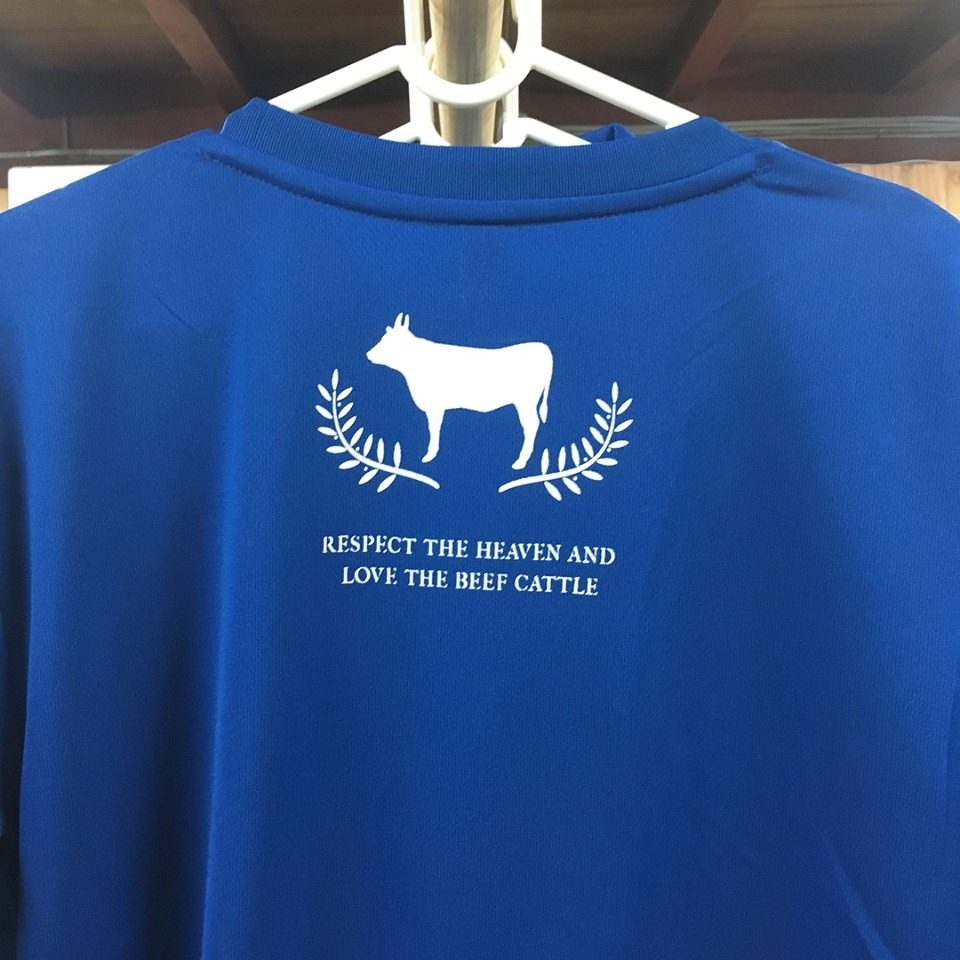 RESPECT THE HEAVEN AND
LOVE THE BEEF CATTLE